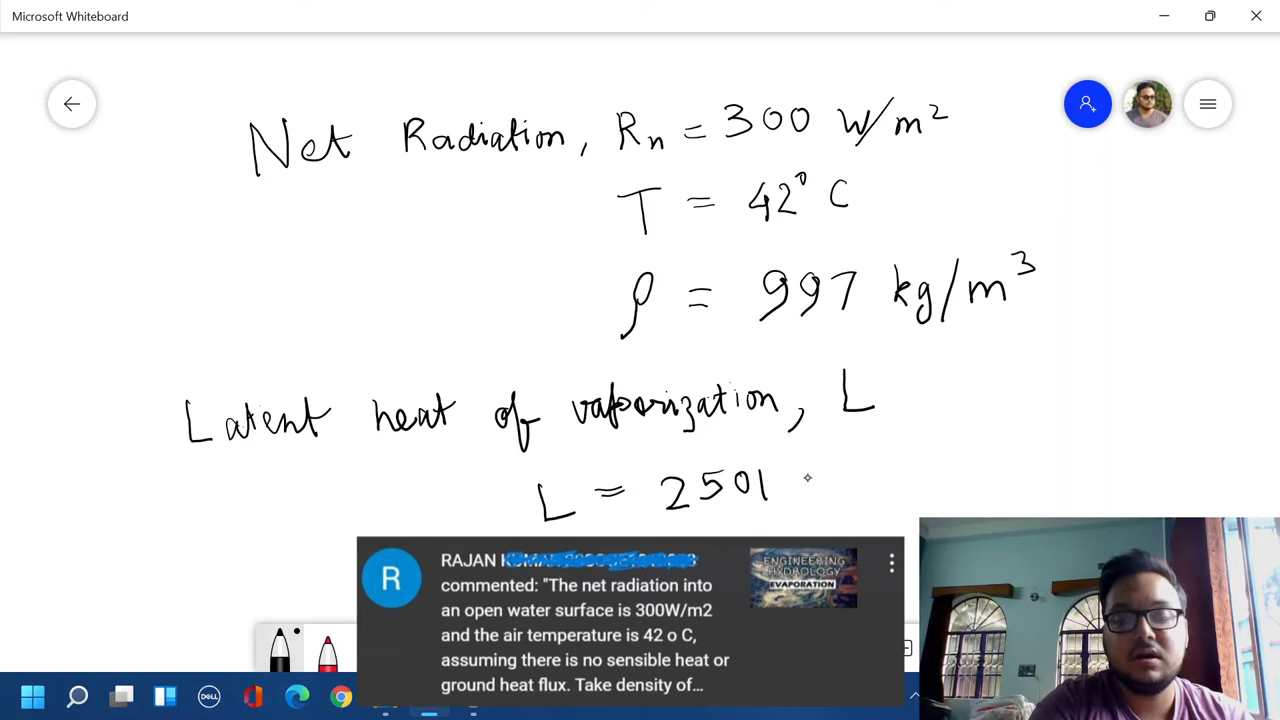 Microsoft Whiteboard
Net Radiation, Rn = 300 W/m²
T = 42° C
ρ = 997 kg/m³
Latent heat of vaporization, L
L = 2501
RAJAN
commented: "The net radiation into
an open water surface is 300W/m2
and the air temperature is 42 o C,
assuming there is no sensible heat or
ground heat flux. Take density of...
ENGINEERING
HYDROLOGY
EVAPORATION
R
DELL